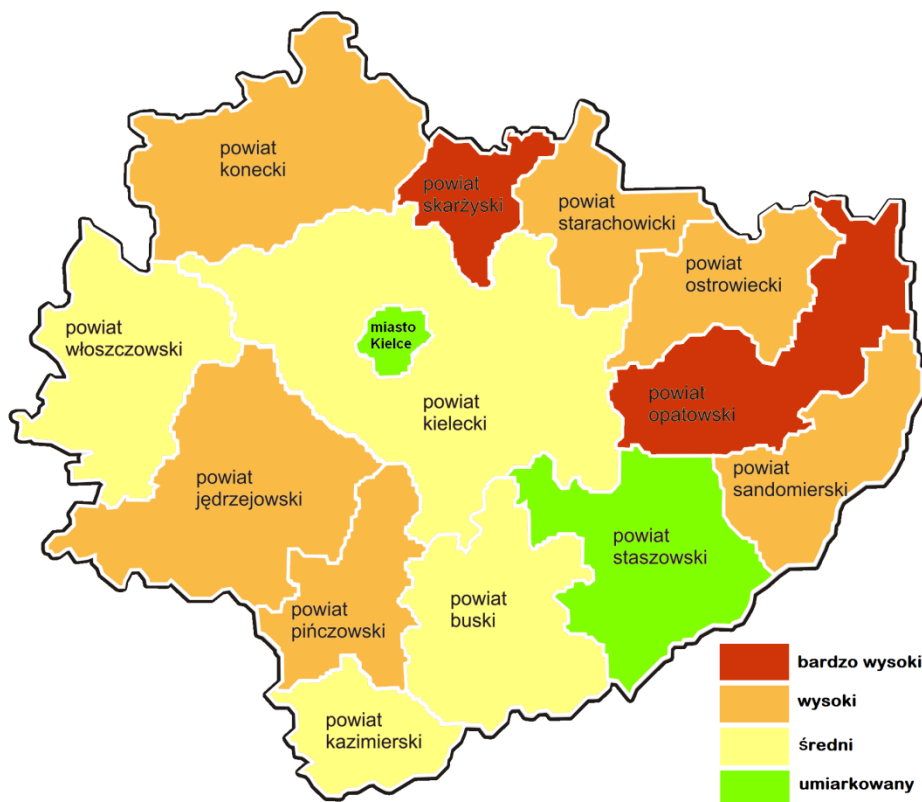 powiat
konecki
powiat
skarżyski
powiat
starachowicki
powiat
ostrowiecki
powiat
włoszczowski
miasto
Kielce
powiat
kielecki
powiat
opatowski
powiat
jędrzejowski
powiat
sandomierski
powiat
staszowski
powiat
pińczowski
powiat
buski
powiat
kazimierski
bardzo wysoki
wysoki
średni
umiarkowany